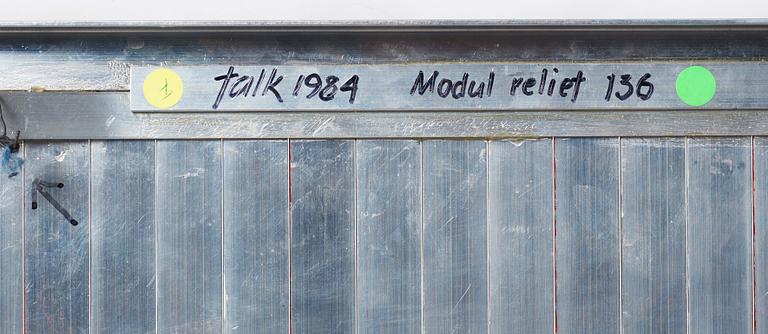 1 talk 1984 Modul relief 136